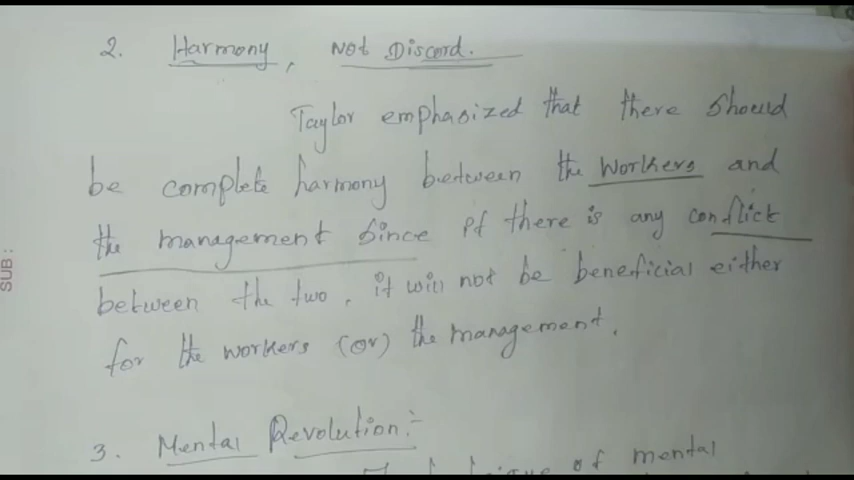 2. Harmony, Not Discord.
Taylor emphasized that there should
be complete harmony between the workers and
the management since if there is any conflict
between the two, it will not be beneficial either
for the workers (or) the management.
3. Mental Revolution:-
of mental
SUB: